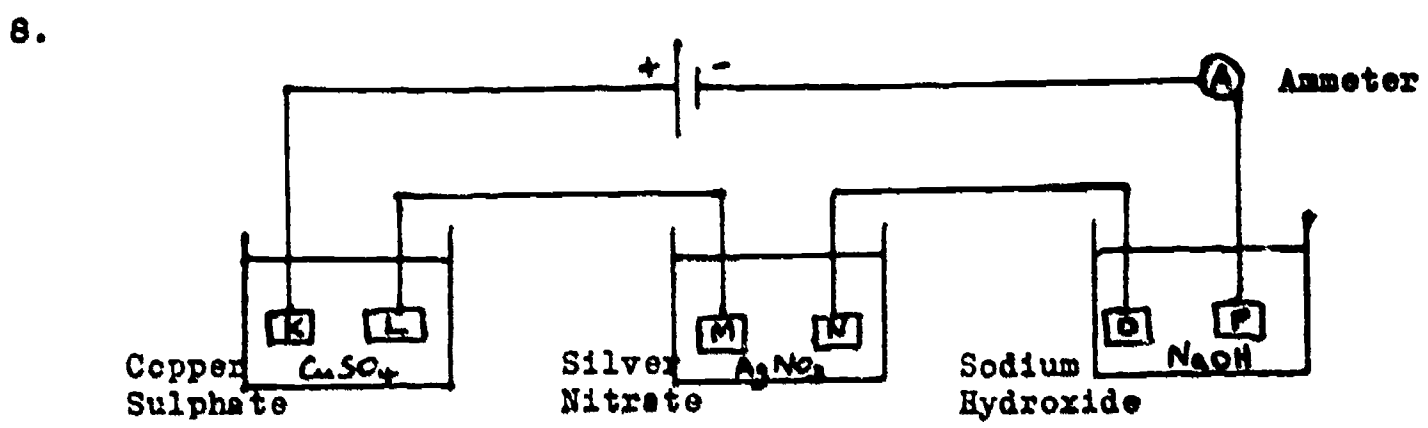 8.
+ -
A Ammeter
K L M N O P
CuSO4 AgNO3 NaOH
Copper Silver Sodium
Sulphate Nitrate Hydroxide